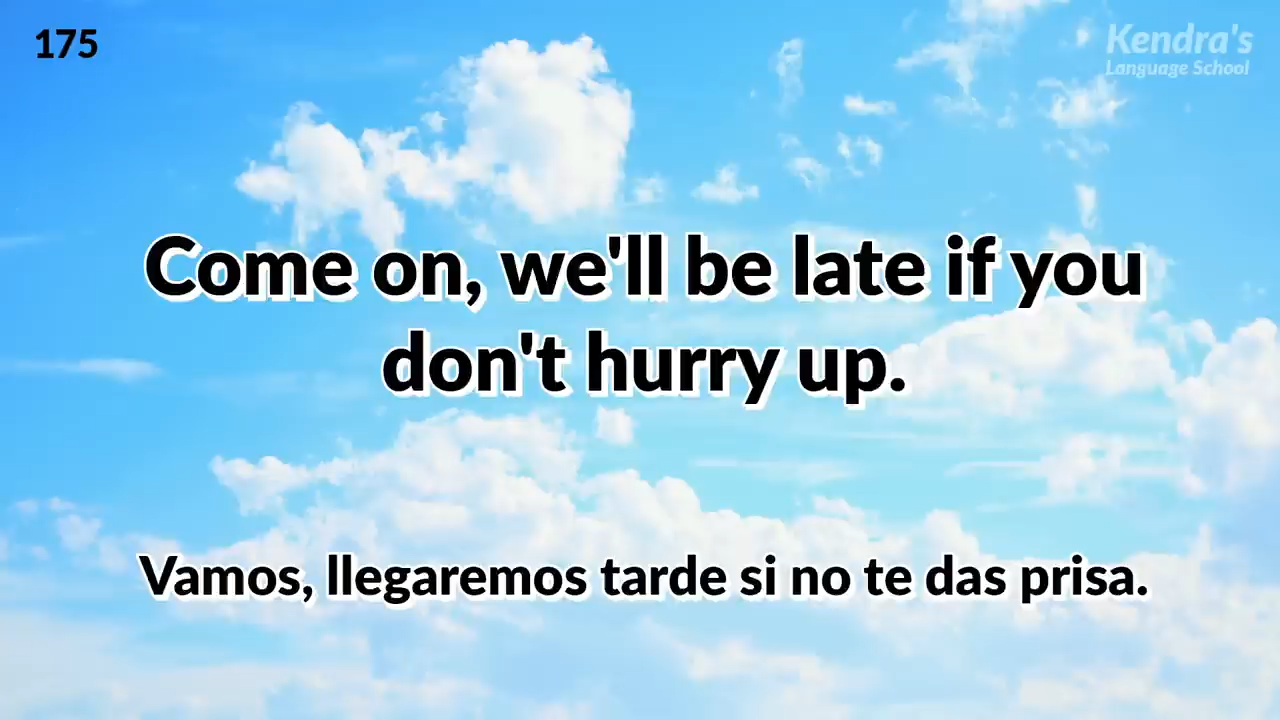 175
Kendra's
Language School
Come on, we'll be late if you
don't hurry up.
Vamos, llegaremos tarde si no te das prisa.